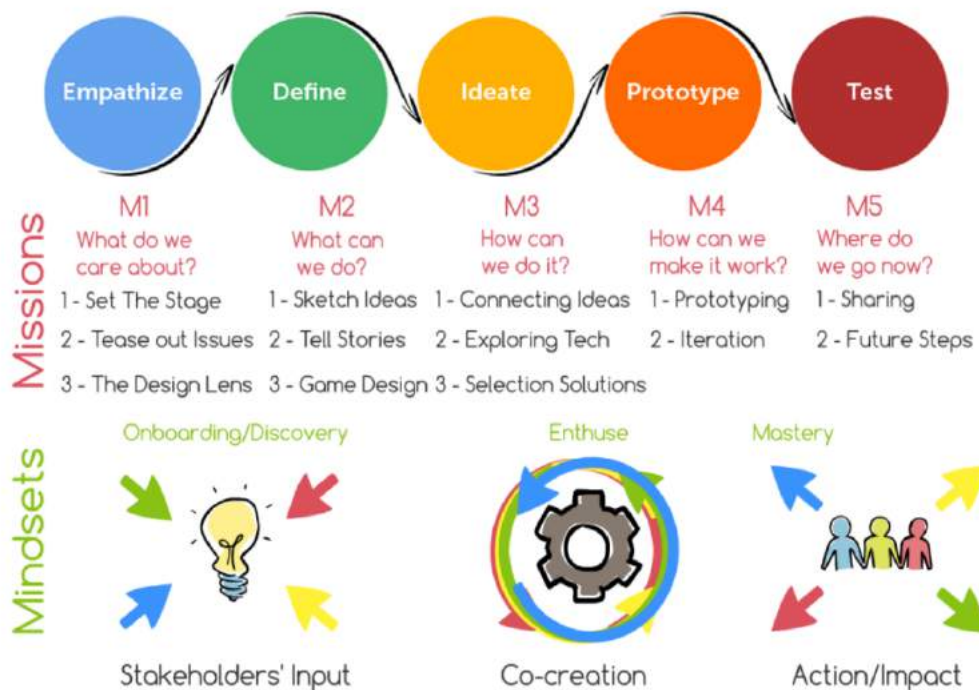 Empathize
Define
Ideate
Prototype
Test
Missions
M1
What do we
care about?
1 - Set The Stage
2 - Tease out Issues
3 - The Design Lens
M2
What can
we do?
1 - Sketch Ideas
2 - Tell Stories
3 - Game Design
M3
How can
we do it?
1 - Connecting Ideas
2 - Exploring Tech
3 - Selection Solutions
M4
How can we
make it work?
1 - Prototyping
2 - Iteration
M5
Where do
we go now?
1 - Sharing
2 - Future Steps
Mindsets
Onboarding/Discovery
Enthuse
Mastery
Stakeholders' Input
Co-creation
Action/Impact